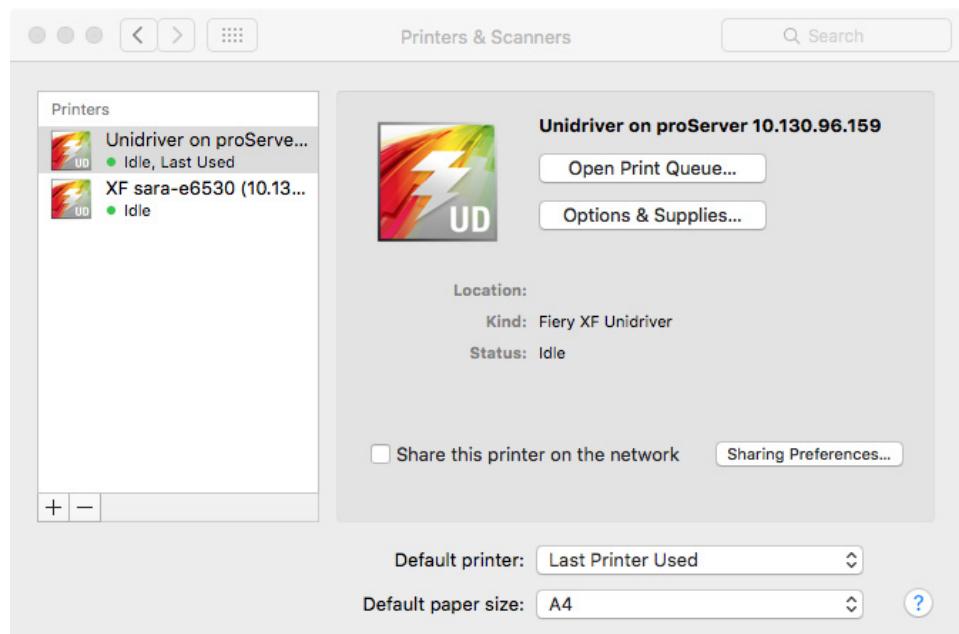 Printers & Scanners
Search
Printers
Unidriver on proServe...
UD
Idle, Last Used
XF sara-e6530 (10.13...
UD
Idle
UD
Unidriver on proServer 10.130.96.159
Open Print Queue...
Options & Supplies...
Location:
Kind: Fiery XF Unidriver
Status: Idle
Share this printer on the network
Sharing Preferences...
Default printer: Last Printer Used
Default paper size: A4
?